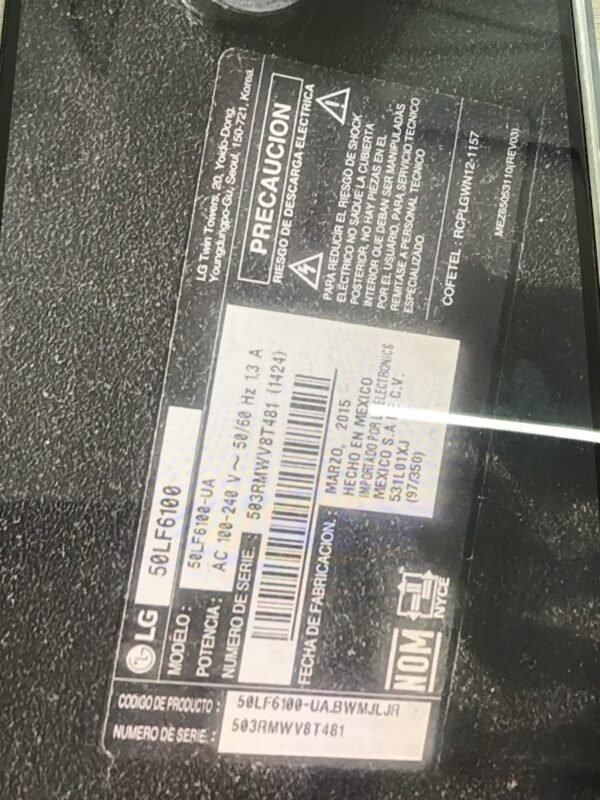 LG 50LF6100
MODELO : 50LF6100-UA
POTENCIA : AC 100-240 V ~ 50/60 Hz 1,3 A
NUMERO DE SERIE : 503RMWV8T481 (1424)
FECHA DE FABRICACION : MARZO, 2015
HECHO EN MEXICO
IMPORTADO POR ELECTRONICS
MEXICO S.A C.V.
531L01XJ
(97/350)
NOM
NYCE
LG Twin Towers, 20, Yoido-Dong,
Youngdungpo-Gu, Seoul, 150-721, Korea
PRECAUCION
RIESGO DE DESCARGA ELECTRICA
PARA REDUCIR EL RIESGO DE SHOCK
ELÉCTRICO NO SAQUE LA CUBIERTA
POSTERIOR. NO HAY PIEZAS EN EL
INTERIOR QUE DEBAN SER MANIPULADAS
POR EL USUARIO, PARA SERVICIO TECNICO
REMITASE A PERSONAL TECNICO
ESPECIALIZADO.
COFETEL : RCPLGWN12-1157
MEZ65053110(REV03)
CODIGO DE PRODUCTO : 50LF6100-UA.BWMJLJR
NUMERO DE SERIE : 503RMWV8T481